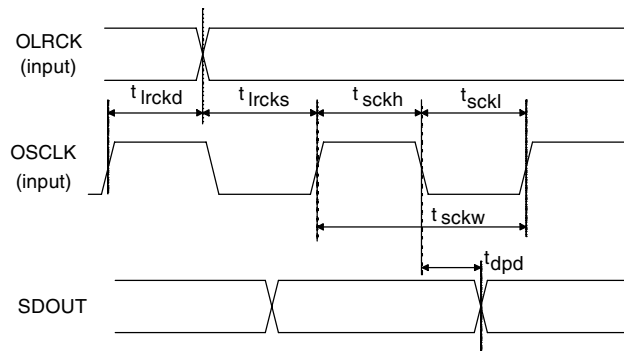 OLRCK
(input)
t lrckd
t lrcks
t sckh
t sckl
OSCLK
(input)
t sckw
t dpd
SDOUT